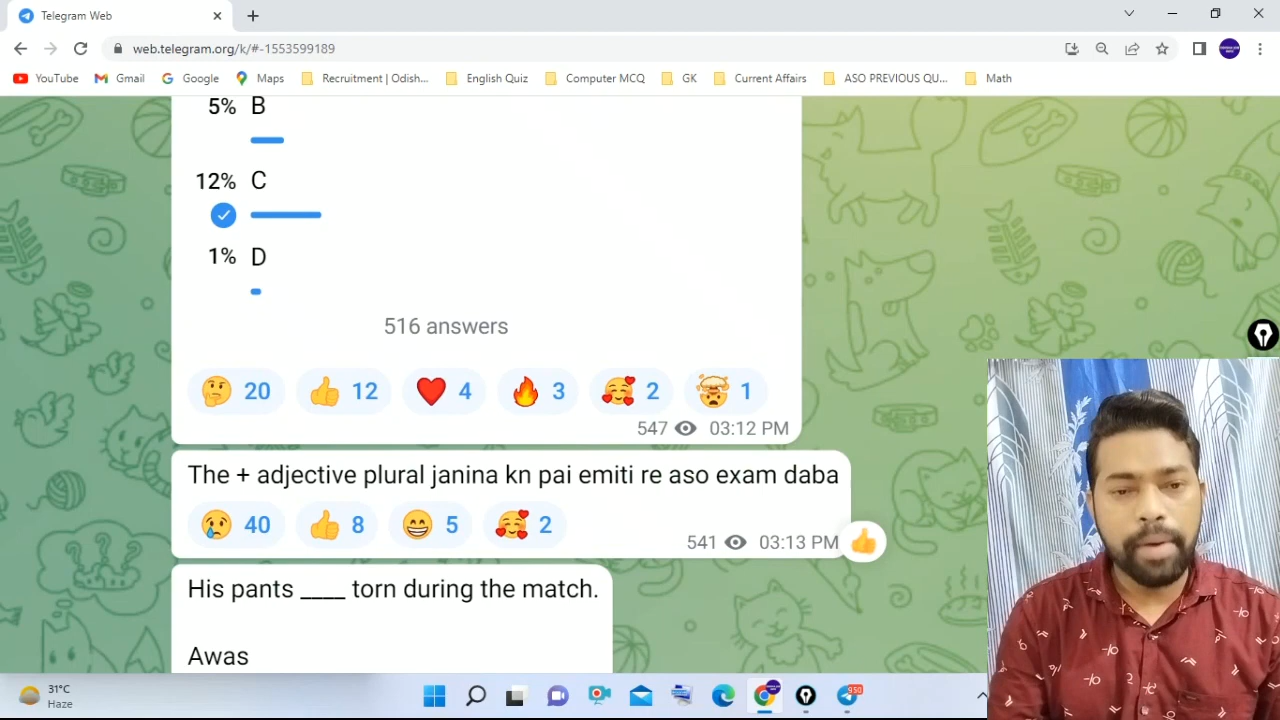 Telegram Web
web.telegram.org/k/#-1553599189
YouTube
Gmail
Google
Maps
Recruitment | Odish...
English Quiz
Computer MCQ
GK
Current Affairs
ASO PREVIOUS QU...
Math
5% B
12% C
1% D
516 answers
20 12 4 3 2 1
547 03:12 PM
The + adjective plural janina kn pai emiti re aso exam daba
40 8 5 2
541 03:13 PM
His pants ____ torn during the match.
Awas
31°C
Haze
950